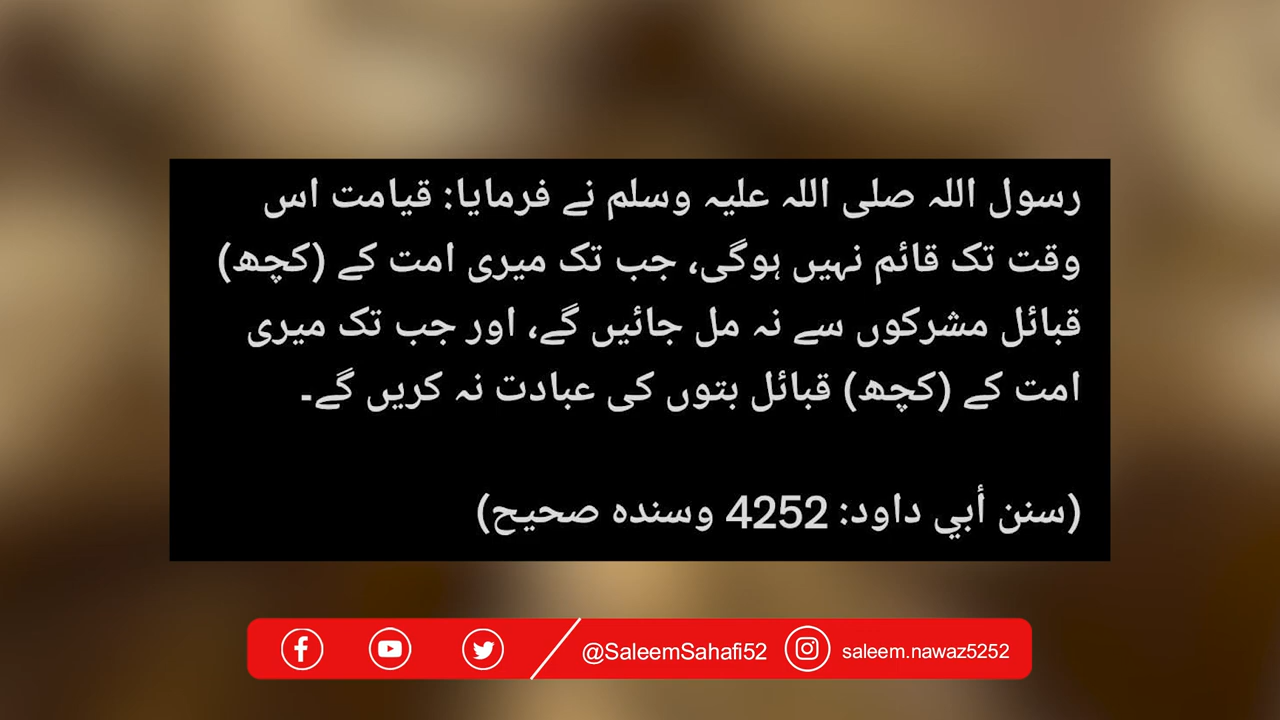 رسول اللہ صلی اللہ علیہ وسلم نے فرمایا: قیامت اس
وقت تک قائم نہیں ہوگی، جب تک میری امت کے (کچھ)
قبائل مشرکوں سے نہ مل جائیں گے، اور جب تک میری
امت کے (کچھ) قبائل بتوں کی عبادت نہ کریں گے۔
(سنن أبي داود: 4252 وسندہ صحیح)
@SaleemSahafi52 saleem.nawaz5252